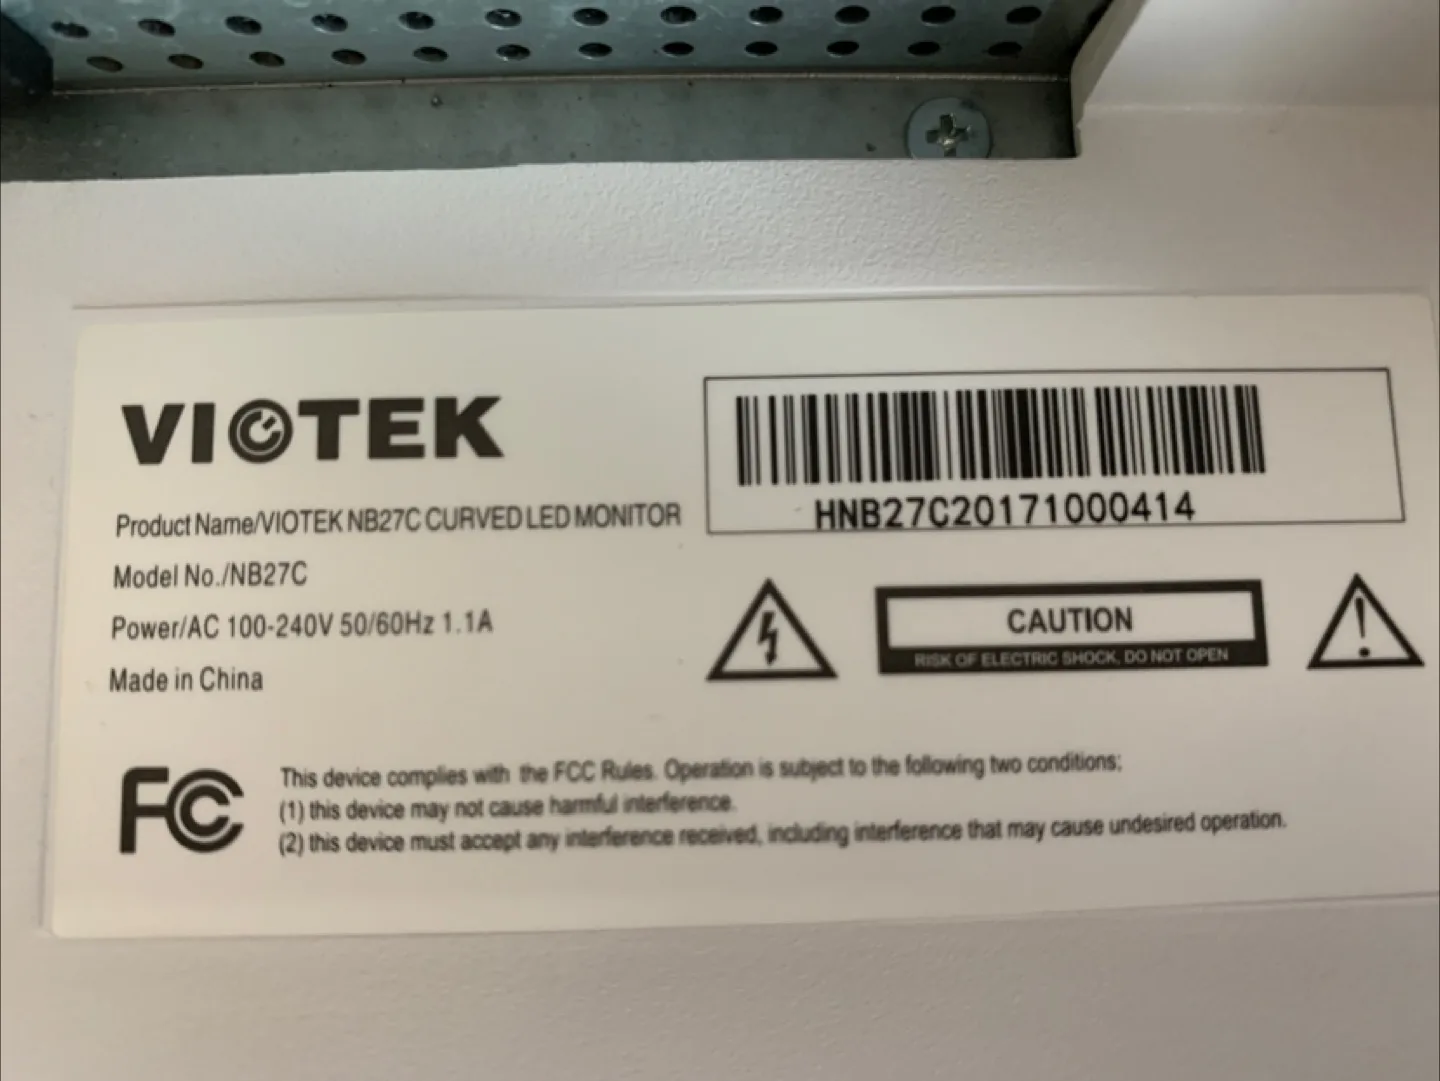 VIOTEK
Product Name/VIOTEK NB27C CURVED LED MONITOR
Model No./NB27C
Power/AC 100-240V 50/60Hz 1.1A
Made in China
HNB27C20171000414
CAUTION
RISK OF ELECTRIC SHOCK, DO NOT OPEN
FC
This device complies with the FCC Rules. Operation is subject to the following two conditions:
(1) this device may not cause harmful interference.
(2) this device must accept any interference received, including interference that may cause undesired operation.